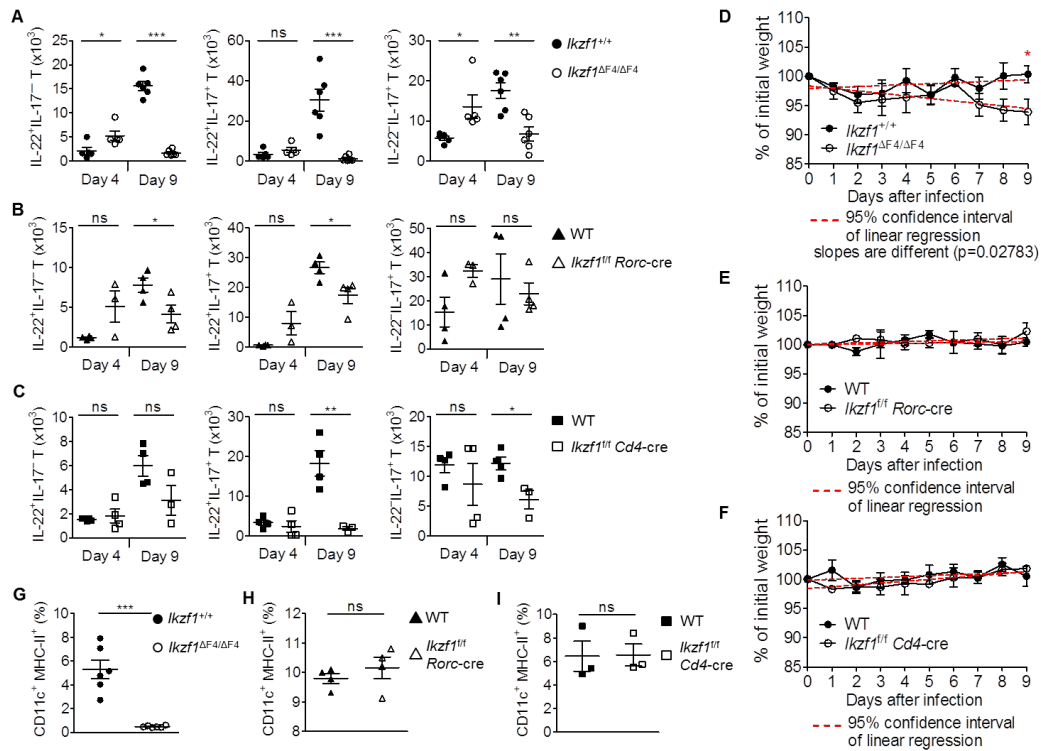 A
IL-22⁺IL-17⁻ T (x10³)
25
20
15
10
5
0
*
***
Day 4
Day 9
IL-22⁺IL-17⁺ T (x10³)
60
40
20
0
ns
***
Day 4
Day 9
IL-22⁻IL-17⁺ T (x10³)
30
20
10
0
*
**
Day 4
Day 9
Ikzf1⁺/⁺
Ikzf1ΔF4/ΔF4
B
IL-22⁺IL-17⁻ T (x10³)
15
10
5
0
ns
*
Day 4
Day 9
IL-22⁺IL-17⁺ T (x10³)
40
30
20
10
0
ns
*
Day 4
Day 9
IL-22⁻IL-17⁺ T (x10³)
50
40
30
20
10
0
ns
ns
Day 4
Day 9
WT
Ikzf1f/f Rorc-cre
C
IL-22⁺IL-17⁻ T (x10³)
10
8
6
4
2
0
ns
ns
Day 4
Day 9
IL-22⁺IL-17⁺ T (x10³)
30
20
10
0
ns
**
Day 4
Day 9
IL-22⁻IL-17⁺ T (x10³)
20
15
10
5
0
ns
*
Day 4
Day 9
WT
Ikzf1f/f Cd4-cre
D
% of initial weight
110
105
100
95
90
85
*
Ikzf1⁺/⁺
Ikzf1ΔF4/ΔF4
0 1 2 3 4 5 6 7 8 9
Days after infection
95% confidence interval
of linear regression
slopes are different (p=0.02783)
E
% of initial weight
110
105
100
95
90
85
WT
Ikzf1f/f Rorc-cre
0 1 2 3 4 5 6 7 8 9
Days after infection
95% confidence interval
of linear regression
F
% of initial weight
110
105
100
95
90
85
WT
Ikzf1f/f Cd4-cre
0 1 2 3 4 5 6 7 8 9
Days after infection
95% confidence interval
of linear regression
G
CD11c⁺ MHC-II⁺ (%)
10
8
6
4
2
0
***
Ikzf1⁺/⁺
Ikzf1ΔF4/ΔF4
H
CD11c⁺ MHC-II⁺ (%)
12
11
10
9
8
ns
WT
Ikzf1f/f
Rorc-cre
I
CD11c⁺ MHC-II⁺ (%)
10
8
6
4
2
0
ns
WT
Ikzf1f/f
Cd4-cre